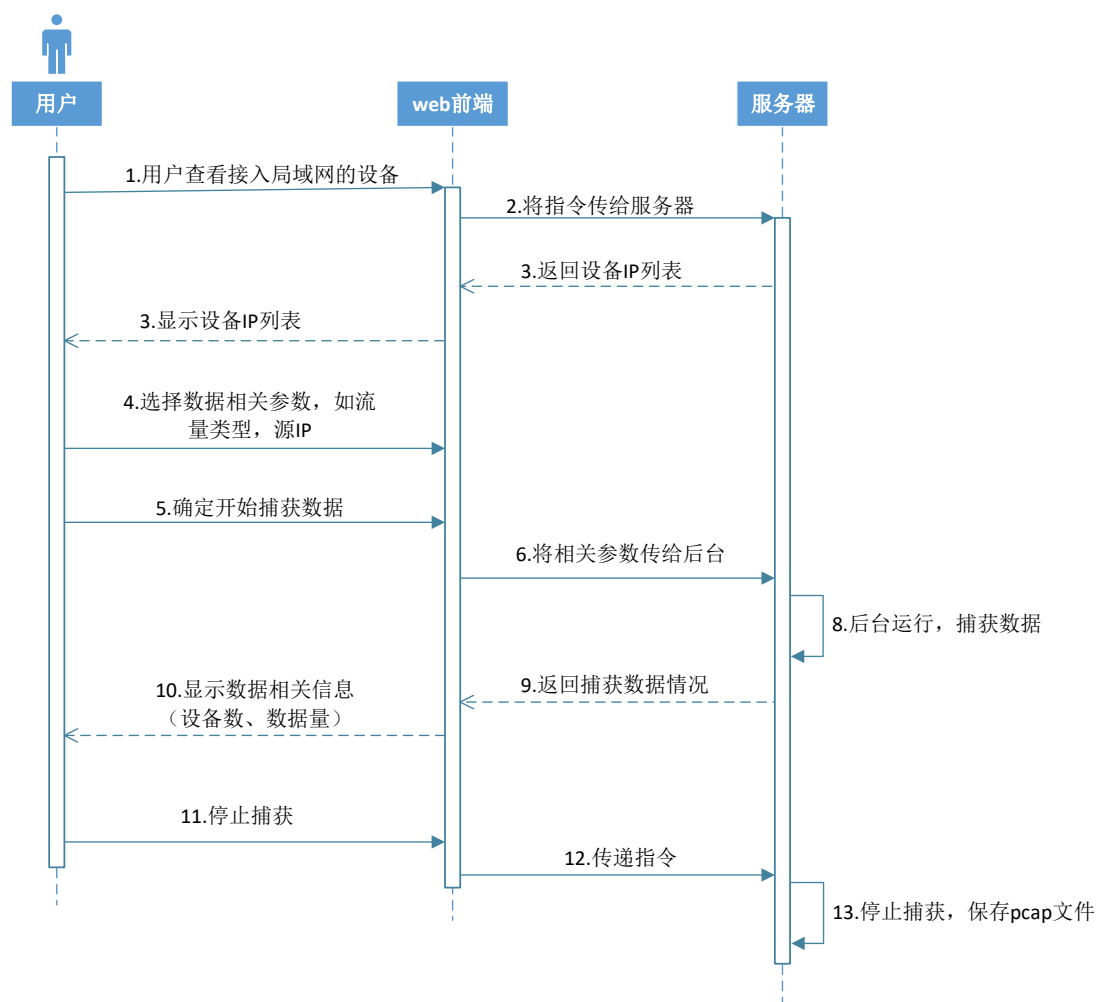 用户
web前端
服务器
1.用户查看接入局域网的设备
2.将指令传给服务器
3.返回设备IP列表
3.显示设备IP列表
4.选择数据相关参数，如流
量类型，源IP
5.确定开始捕获数据
6.将相关参数传给后台
8.后台运行，捕获数据
9.返回捕获数据情况
10.显示数据相关信息
（设备数、数据量）
11.停止捕获
12.传递指令
13.停止捕获，保存pcap文件